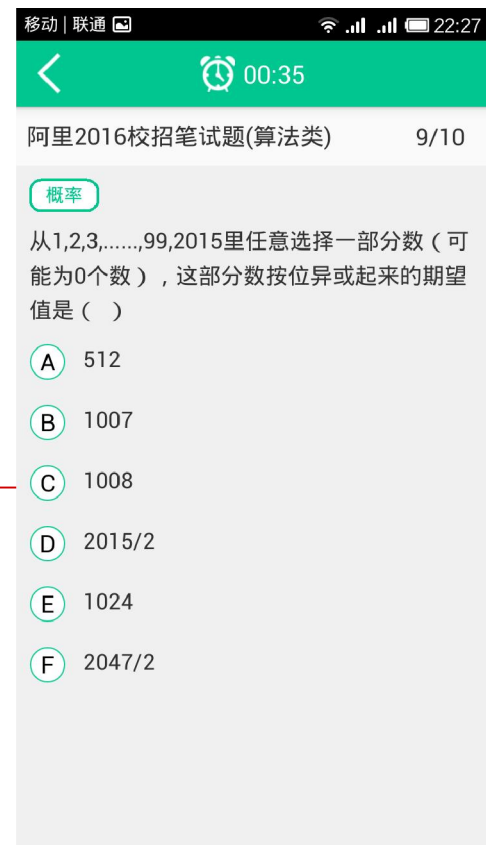 移动 | 联通 22:27
00:35
阿里2016校招笔试题(算法类) 9/10
概率
从1,2,3,......,99,2015里任意选择一部分数（可
能为0个数），这部分数按位异或起来的期望
值是（ ）
A 512
B 1007
C 1008
D 2015/2
E 1024
F 2047/2